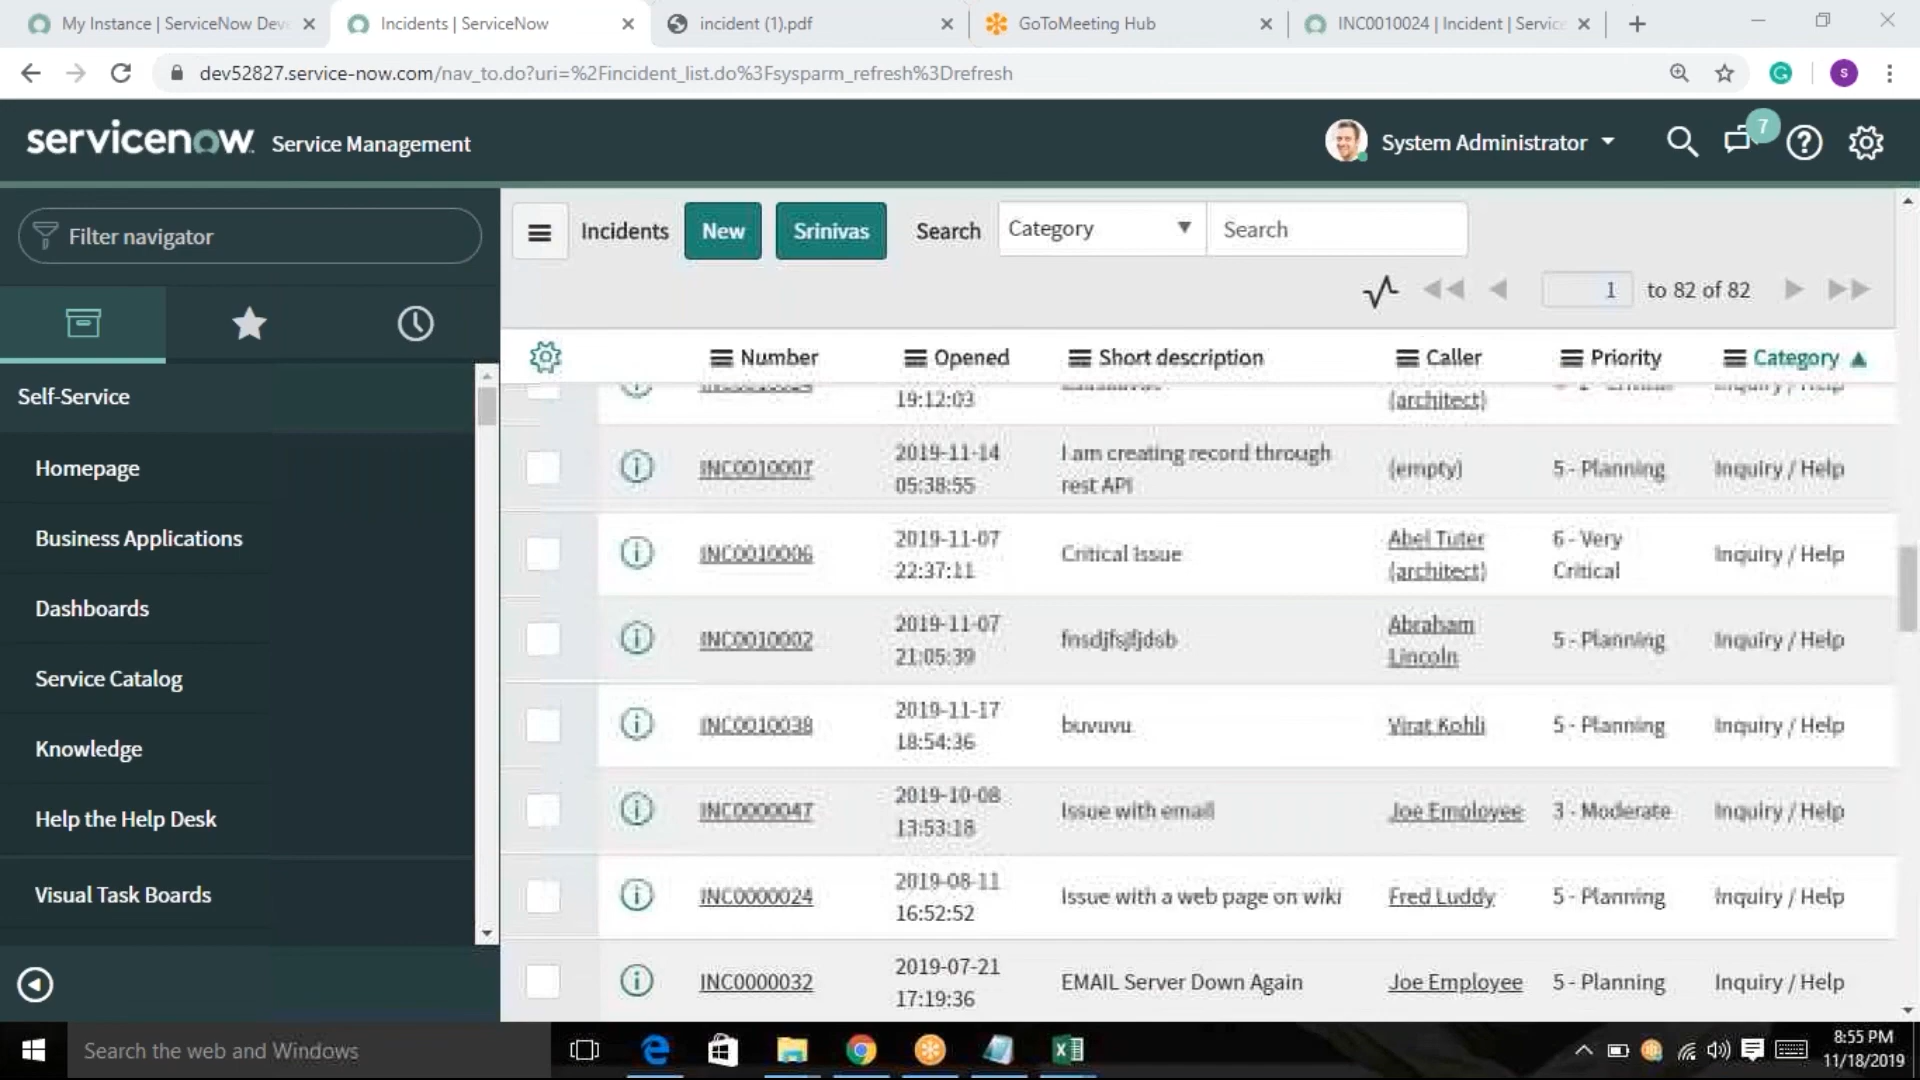 My Instance | ServiceNow Dev
Incidents | ServiceNow
incident (1).pdf
GoToMeeting Hub
INC0010024 | Incident | Service
dev52827.service-now.com/nav_to.do?uri=%2Fincident_list.do%3Fsysparm_refresh%3Drefresh
S
servicenow Service Management
System Administrator
7
Filter navigator
Incidents
New
Srinivas
Search
Category
Search
1 to 82 of 82
Number Opened Short description Caller Priority Category
19:12:03 (architect)
INC0010007 2019-11-14 05:38:55 I am creating record through rest API (empty) 5 - Planning Inquiry / Help
INC0010006 2019-11-07 22:37:11 Critical Issue Abel Tuter (architect) 6 - Very Critical Inquiry / Help
INC0010002 2019-11-07 21:05:39 Abraham Lincoln 5 - Planning Inquiry / Help
INC0010038 2019-11-17 18:54:36 buvuvu Virat Kohli 5 - Planning Inquiry / Help
INC0000047 2019-10-08 13:53:18 Issue with email Joe Employee 3 - Moderate Inquiry / Help
INC0000024 2019-08-11 16:52:52 Issue with a web page on wiki Fred Luddy 5 - Planning Inquiry / Help
INC0000032 2019-07-21 17:19:36 EMAIL Server Down Again Joe Employee 5 - Planning Inquiry / Help
Self-Service
Homepage
Business Applications
Dashboards
Service Catalog
Knowledge
Help the Help Desk
Visual Task Boards
Search the web and Windows
8:55 PM
11/18/2019